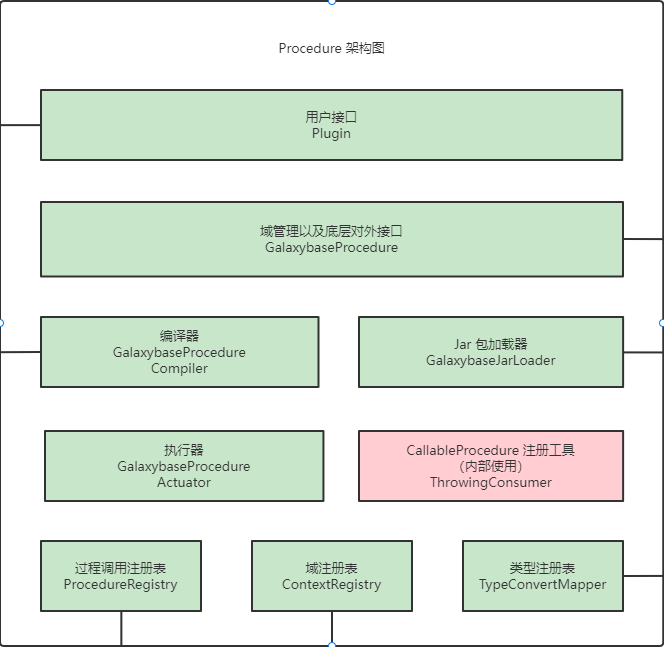 Procedure 架构图
用户接口
Plugin
域管理以及底层对外接口
GalaxybaseProcedure
编译器
GalaxybaseProcedure
Compiler
Jar 包加载器
GalaxybaseJarLoader
执行器
GalaxybaseProcedure
Actuator
CallableProcedure 注册工具
（内部使用）
ThrowingConsumer
过程调用注册表
ProcedureRegistry
域注册表
ContextRegistry
类型注册表
TypeConvertMapper